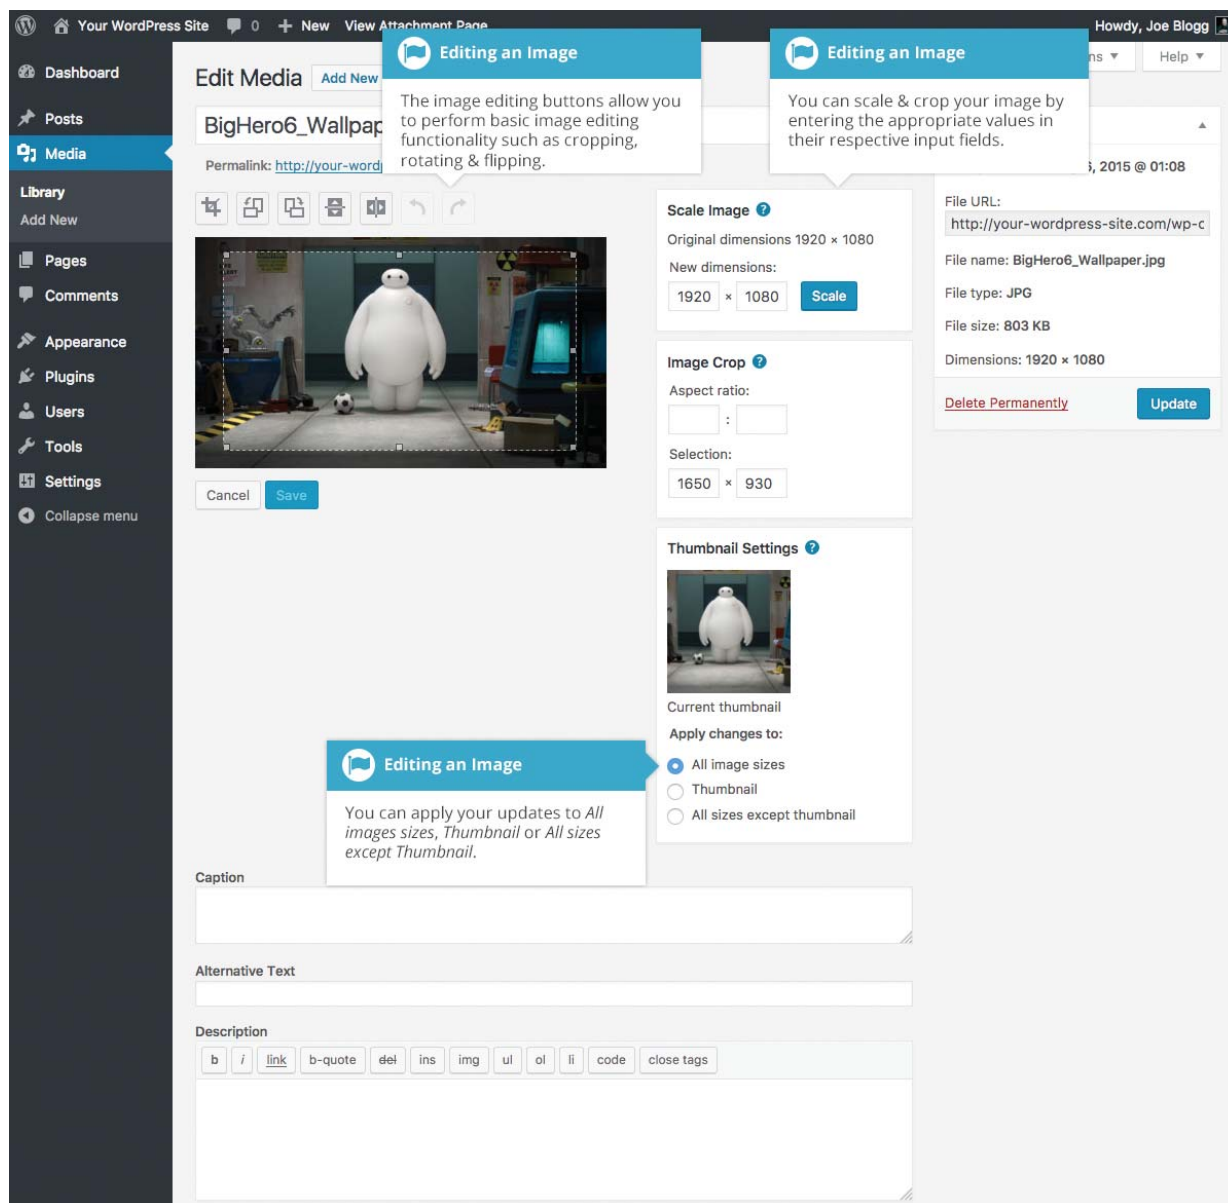 Your WordPress Site 0 + New View Attachment Page Howdy, Joe Blogg
Dashboard
Posts
Media
Library
Add New
Pages
Comments
Appearance
Plugins
Users
Tools
Settings
Collapse menu
Edit Media Add New
Help
Editing an Image
The image editing buttons allow you
to perform basic image editing
functionality such as cropping,
rotating & flipping.
Editing an Image
You can scale & crop your image by
entering the appropriate values in
their respective input fields.
Permalink:
Cancel Save
Scale Image ?
Original dimensions 1920 × 1080
New dimensions:
1920 × 1080 Scale
Image Crop ?
Aspect ratio:
:
Selection:
1650 × 930
Thumbnail Settings ?
Current thumbnail
Apply changes to:
All image sizes
Thumbnail
All sizes except thumbnail
Editing an Image
You can apply your updates to All
images sizes, Thumbnail or All sizes
except Thumbnail.
2015 @ 01:08
File URL:
http://your-wordpress-site.com/wp-c
File name: BigHero6_Wallpaper.jpg
File type: JPG
File size: 803 KB
Dimensions: 1920 × 1080
Delete Permanently Update
Caption
Alternative Text
Description
b i link b-quote del ins img ul ol li code close tags